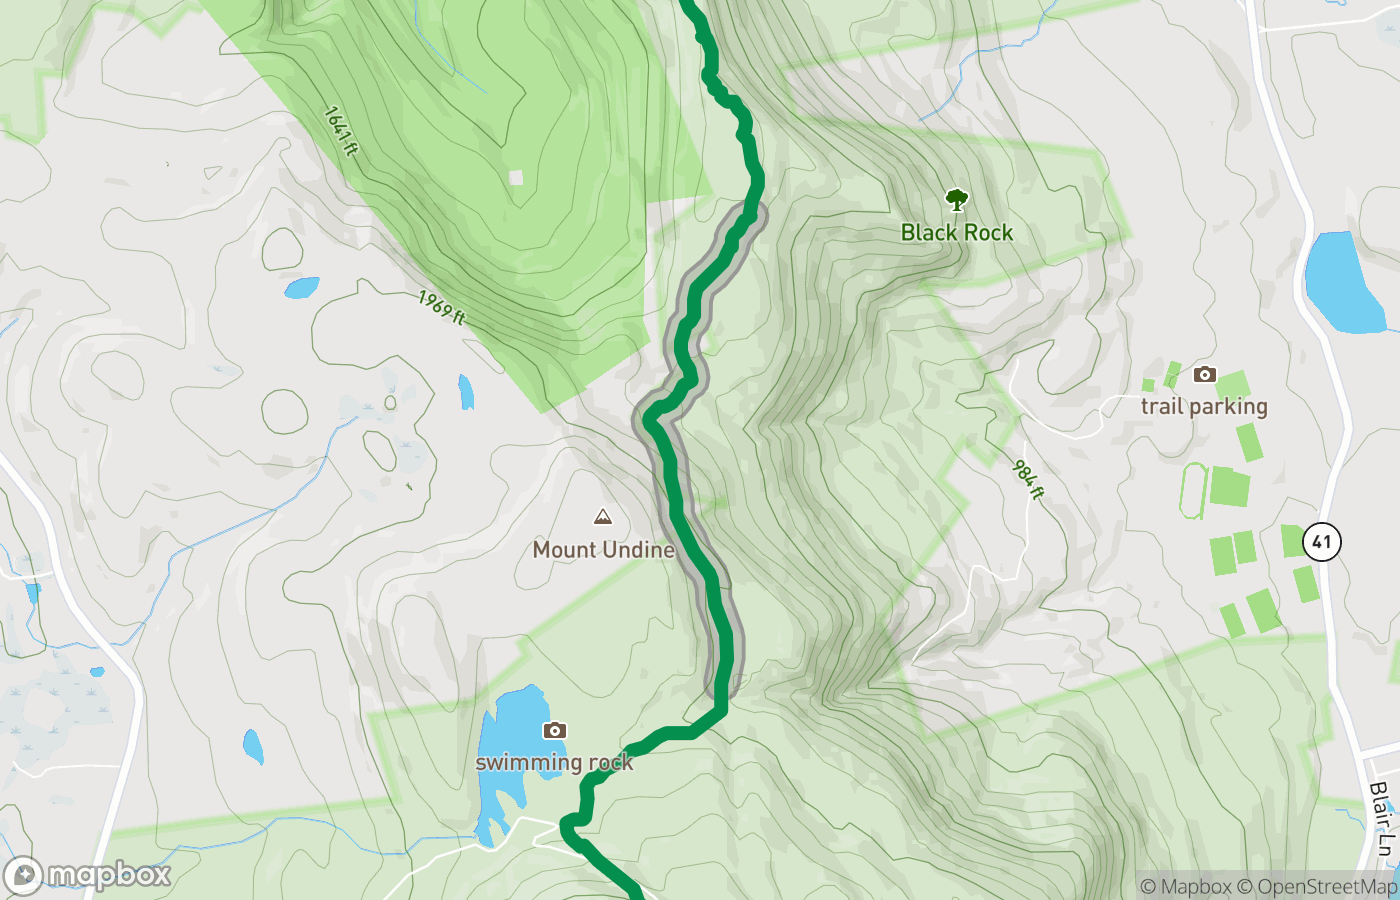 1641 ft
Black Rock
1969 ft
trail parking
984 ft
41
Mount Undine
swimming rock
Blair Ln
mapbox
© Mapbox © OpenStreetMap